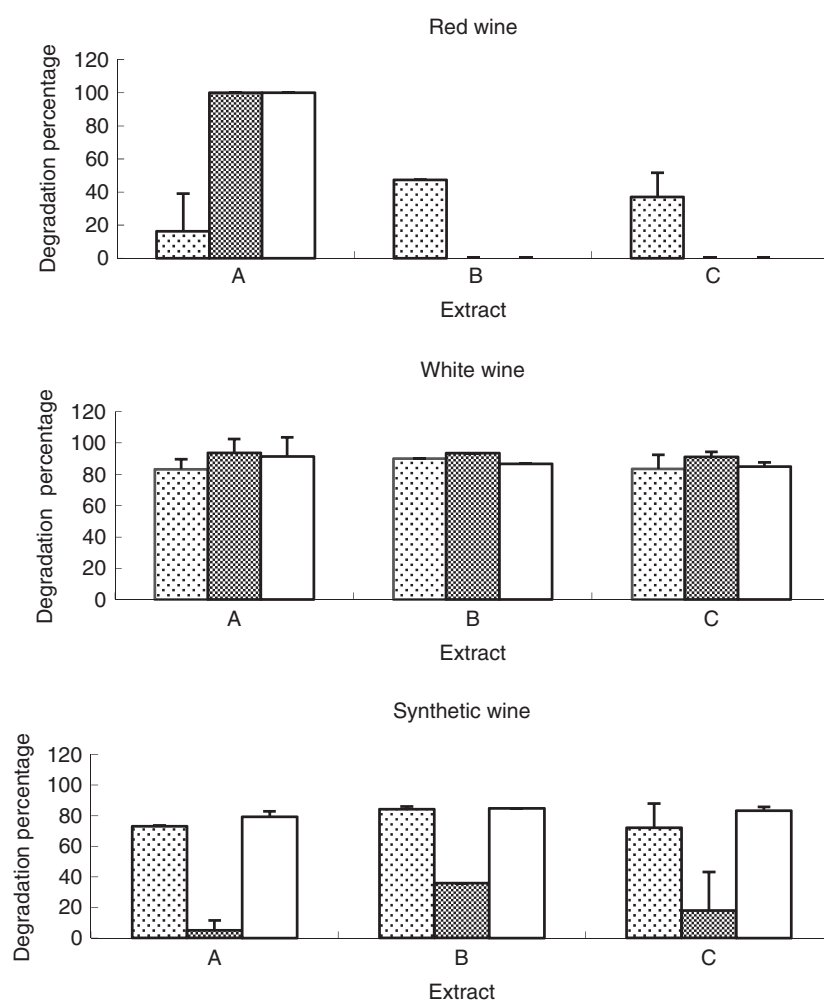 Red wine
Degradation percentage
120
100
80
60
40
20
0
A B C
Extract
White wine
Degradation percentage
120
100
80
60
40
20
0
A B C
Extract
Synthetic wine
Degradation percentage
120
100
80
60
40
20
0
A B C
Extract